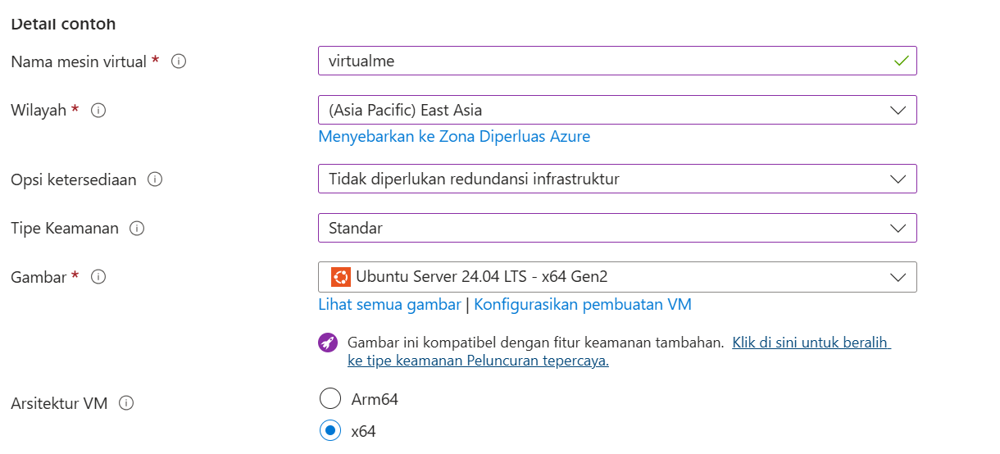 Detail contoh
Nama mesin virtual *
virtualme
Wilayah *
(Asia Pacific) East Asia
Menyebarkan ke Zona Diperluas Azure
Opsi ketersediaan
Tidak diperlukan redundansi infrastruktur
Tipe Keamanan
Standar
Gambar *
Ubuntu Server 24.04 LTS - x64 Gen2
Lihat semua gambar | Konfigurasikan pembuatan VM
Gambar ini kompatibel dengan fitur keamanan tambahan. Klik di sini untuk beralih
ke tipe keamanan Peluncuran tepercaya.
Arsitektur VM
Arm64
x64